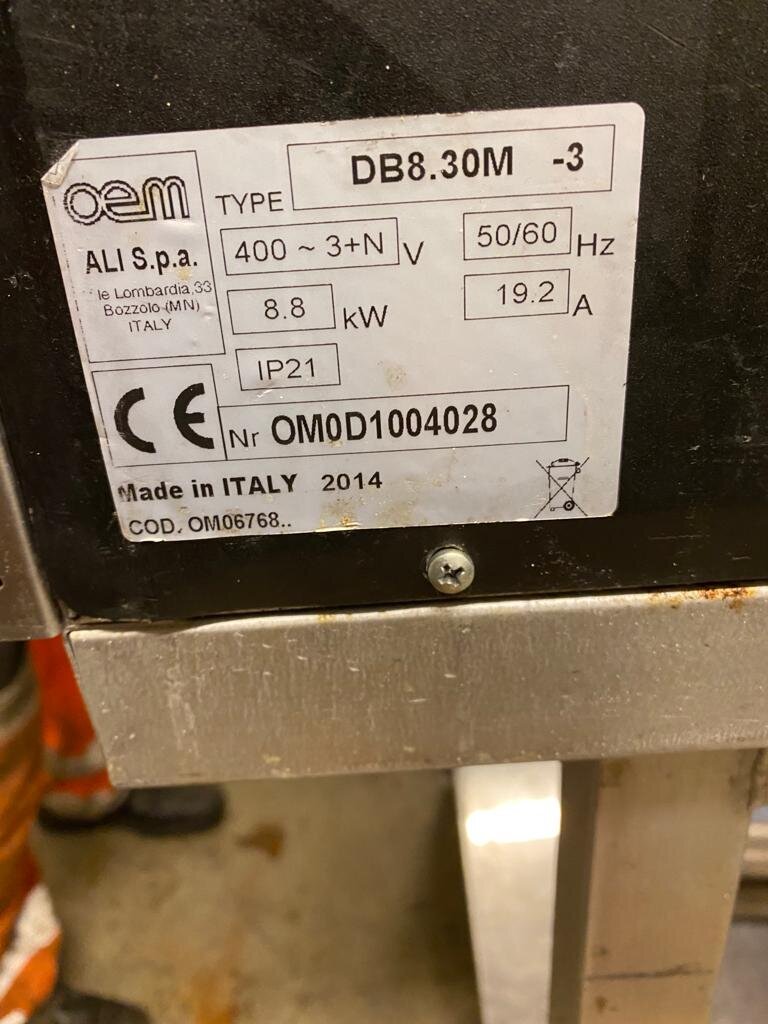 oem
TYPE DB8.30M -3
ALI S.p.a.
le Lombardia,33
Bozzolo (MN)
ITALY
400 ~ 3+N V
50/60 Hz
8.8 kW
19.2 A
IP21
CE
Nr OM0D1004028
Made in ITALY 2014
COD. OM06768..